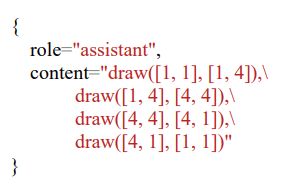 {
role="assistant",
content="draw([1, 1], [1, 4]),\
draw([1, 4], [4, 4]),\
draw([4, 4], [4, 1]),\
draw([4, 1], [1, 1])"
}